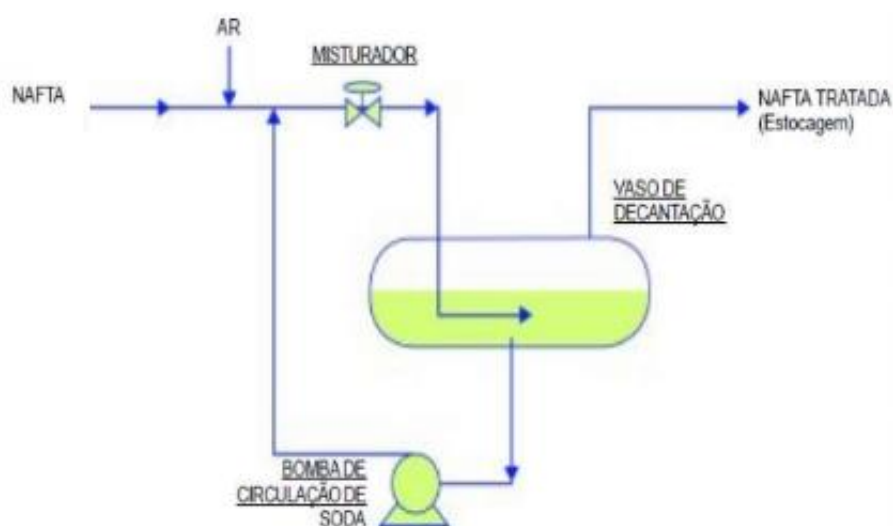 AR
MISTURADOR
NAFTA
NAFTA TRATADA
(Estocagem)
VASO DE
DECANTAÇÃO
BOMBA DE
CIRCULAÇÃO DE
SODA